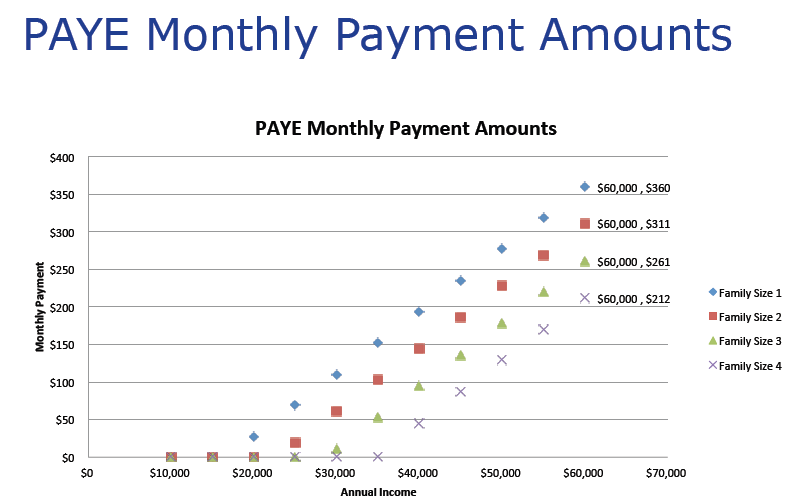 PAYE Monthly Payment Amounts
PAYE Monthly Payment Amounts
$400
$350
$300
$250
$200
$150
$100
$50
$0
Monthly Payment
$60,000 , $360
$60,000 , $311
$60,000 , $261
$60,000 , $212
Family Size 1
Family Size 2
Family Size 3
Family Size 4
$0 $10,000 $20,000 $30,000 $40,000 $50,000 $60,000 $70,000
Annual Income